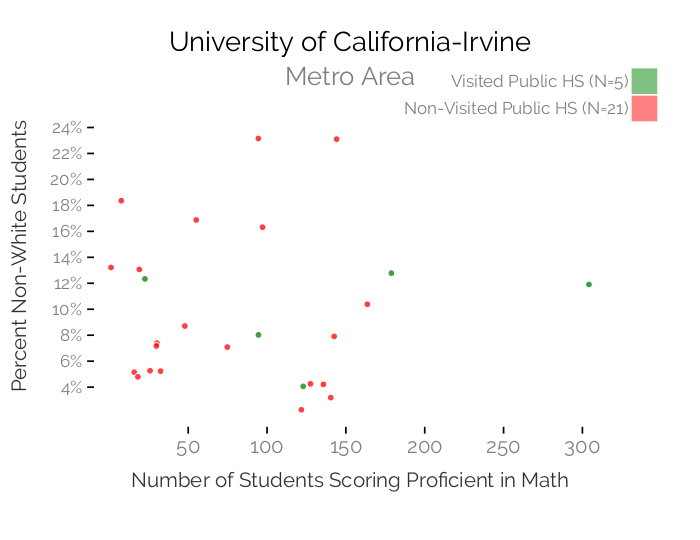 University of California-Irvine
Metro Area
Visited Public HS (N=5)
Non-Visited Public HS (N=21)
Percent Non-White Students
24%
22%
20%
18%
16%
14%
12%
10%
8%
6%
4%
50 100 150 200 250 300
Number of Students Scoring Proficient in Math